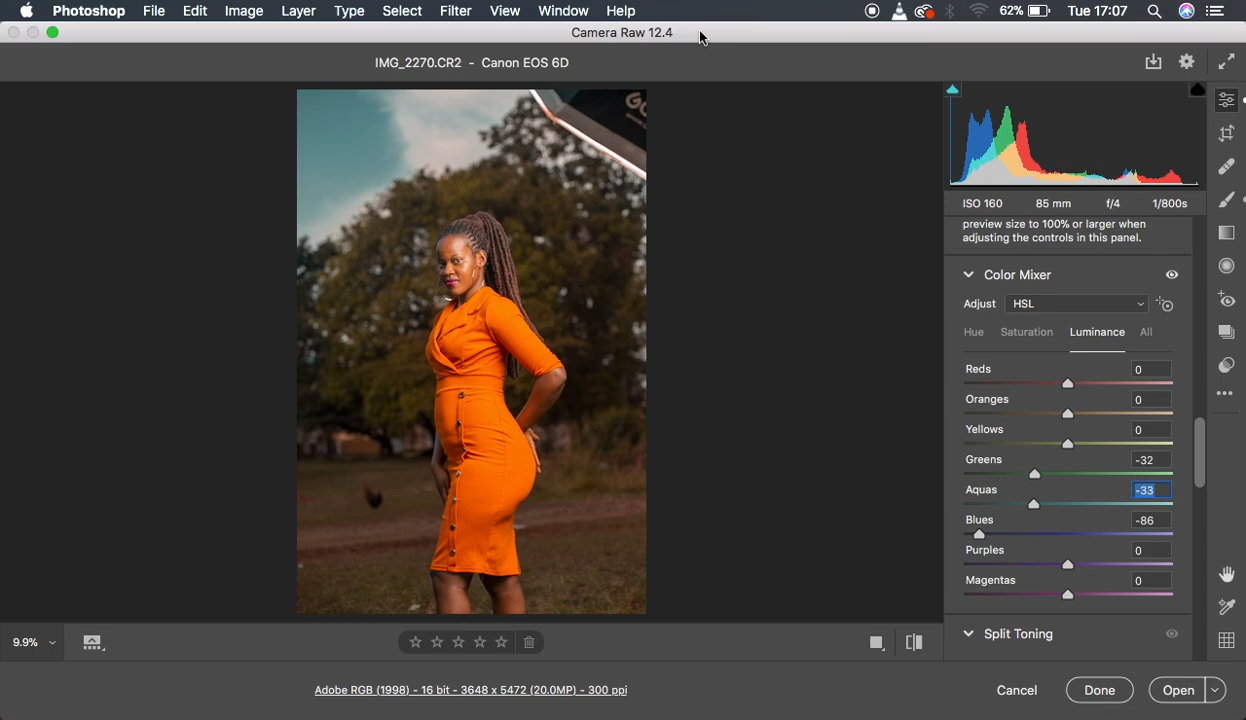 Photoshop File Edit Image Layer Type Select Filter View Window Help 62% Tue 17:07
Camera Raw 12.4
IMG_2270.CR2 - Canon EOS 6D
ISO 160 85 mm f/4 1/800s
preview size to 100% or larger when
adjusting the controls in this panel.
Color Mixer
Adjust HSL
Hue Saturation Luminance All
Reds 0
Oranges 0
Yellows 0
Greens -32
Aquas -33
Blues -86
Purples 0
Magentas 0
Split Toning
9.9%
Adobe RGB (1998) - 16 bit - 3648 x 5472 (20.0MP) - 300 ppi
Cancel Done Open